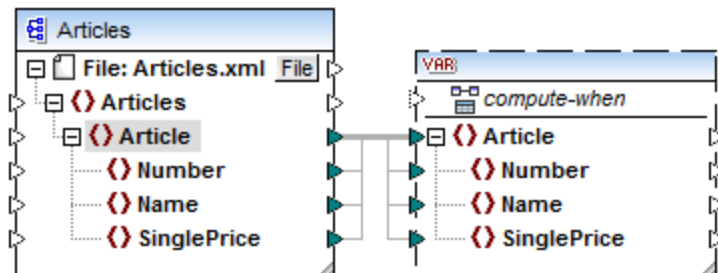 Articles
File: Articles.xml File
Articles
Article
Number
Name
SinglePrice
VAR
compute-when
Article
Number
Name
SinglePrice